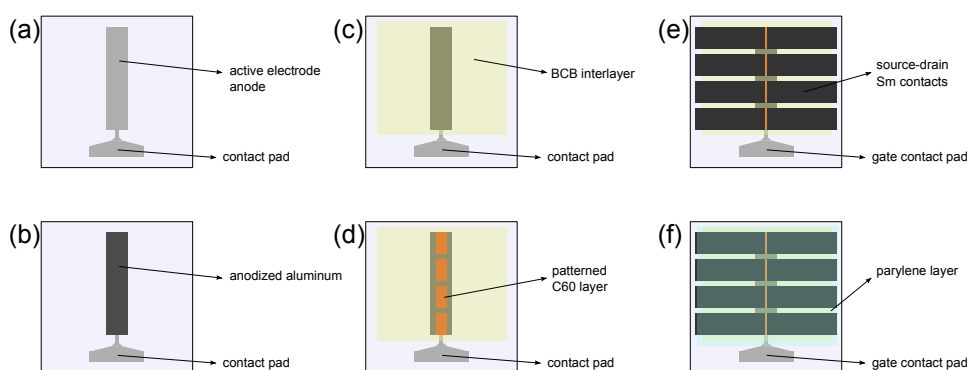 (a)
active electrode
anode
contact pad
(c)
BCB interlayer
contact pad
(e)
source-drain
Sm contacts
gate contact pad
(b)
anodized aluminum
contact pad
(d)
patterned
C60 layer
contact pad
(f)
parylene layer
gate contact pad